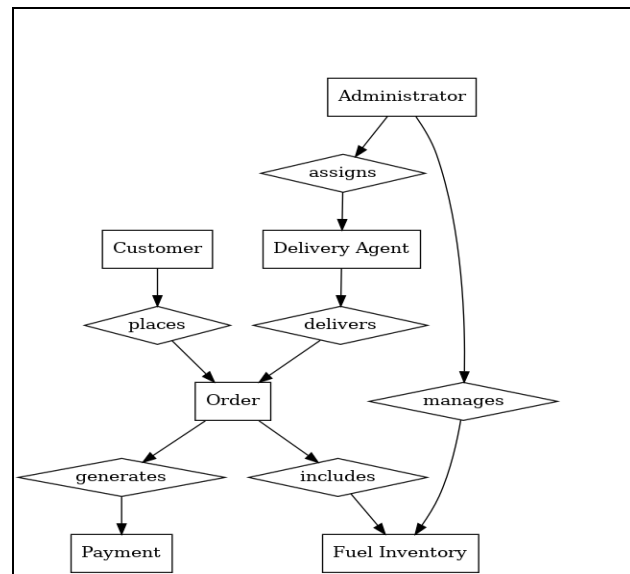 Administrator
assigns
Customer
Delivery Agent
places
delivers
Order
manages
generates
includes
Payment
Fuel Inventory